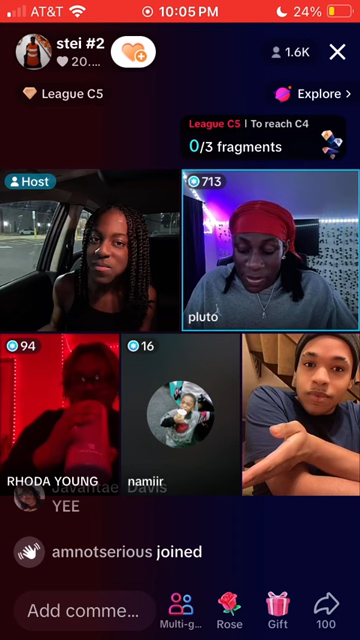 AT&T 10:05 PM 24%
stei #2
20....
1.6K
League C5
Explore >
League C5 | To reach C4
0/3 fragments
Host
713
pluto
94
16
RHODA YOUNG
namiir
Javantae Davis
YEE
amnotserious joined
Add comme...
Multi-g...
Rose
Gift
100